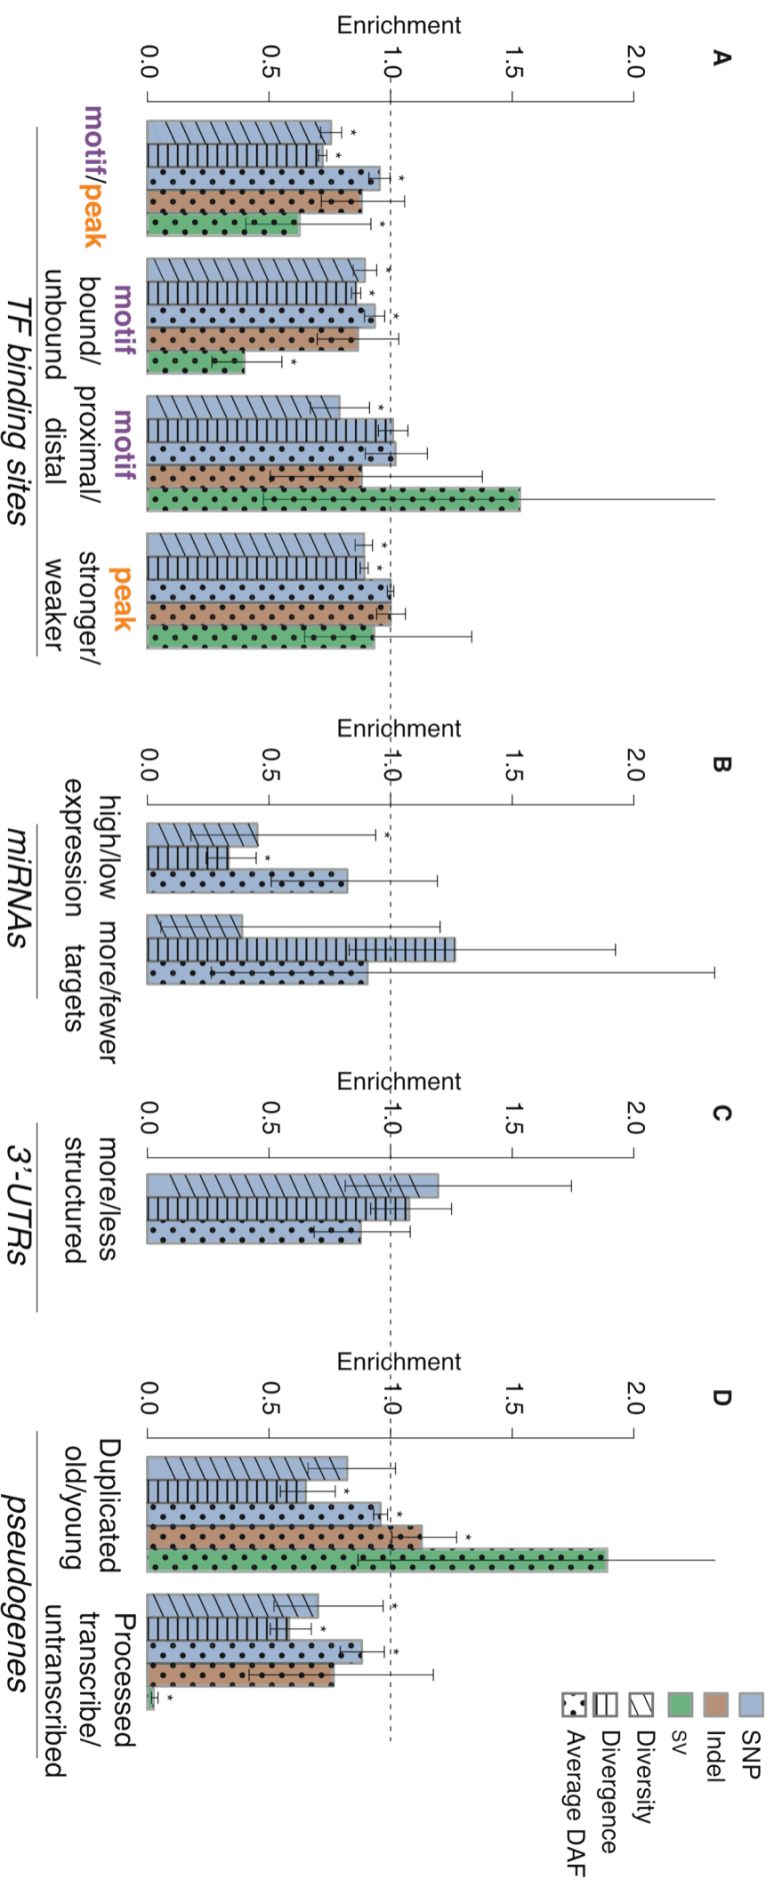 A
Enrichment
0.0
0.5
1.0
1.5
2.0
*
*
*
*
*
*
*
*
*
*
*
motif/peak
motif
bound/
unbound
motif
proximal/
distal
peak
stronger/
weaker
TF binding sites
B
Enrichment
0.0
0.5
1.0
1.5
2.0
*
*
high/low
expression
more/fewer
targets
miRNAs
C
Enrichment
0.0
0.5
1.0
1.5
2.0
more/less
structured
3'-UTRs
D
Enrichment
0.0
0.5
1.0
1.5
2.0
*
*
*
*
*
*
*
Duplicated
old/young
Processed
transcribe/
untranscribed
pseudogenes
SNP
Indel
SV
Diversity
Divergence
Average DAF